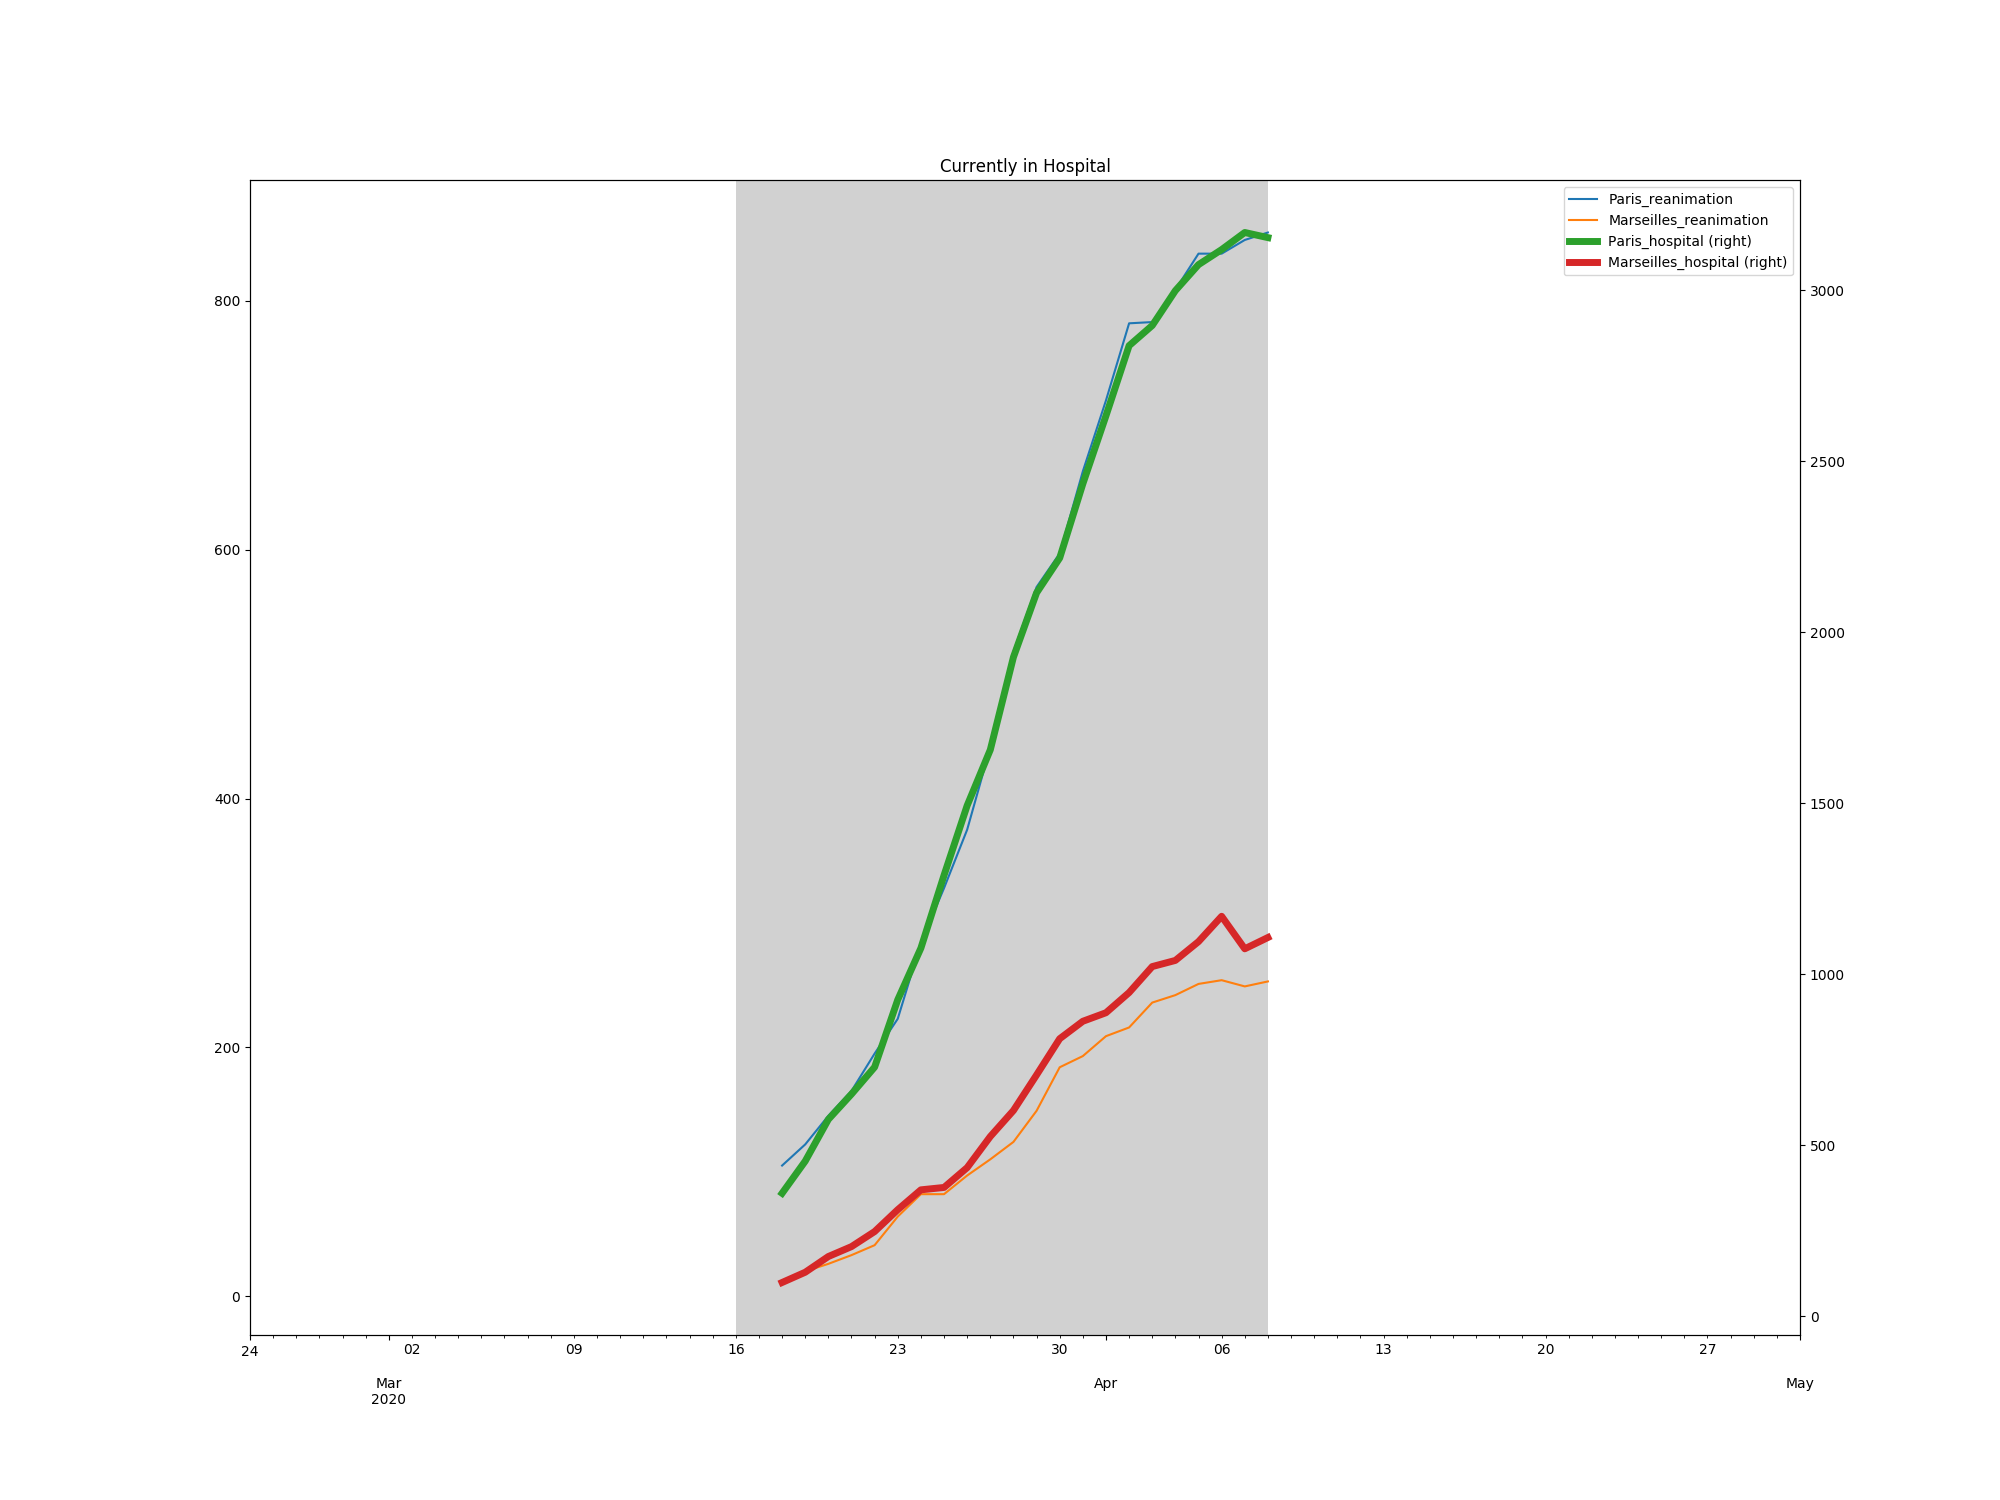 Currently in Hospital
Paris_reanimation
Marseilles_reanimation
Paris_hospital (right)
Marseilles_hospital (right)
800
600
400
200
0
3000
2500
2000
1500
1000
500
0
24 02 09 16 23 30 06 13 20 27
Mar Apr May
2020